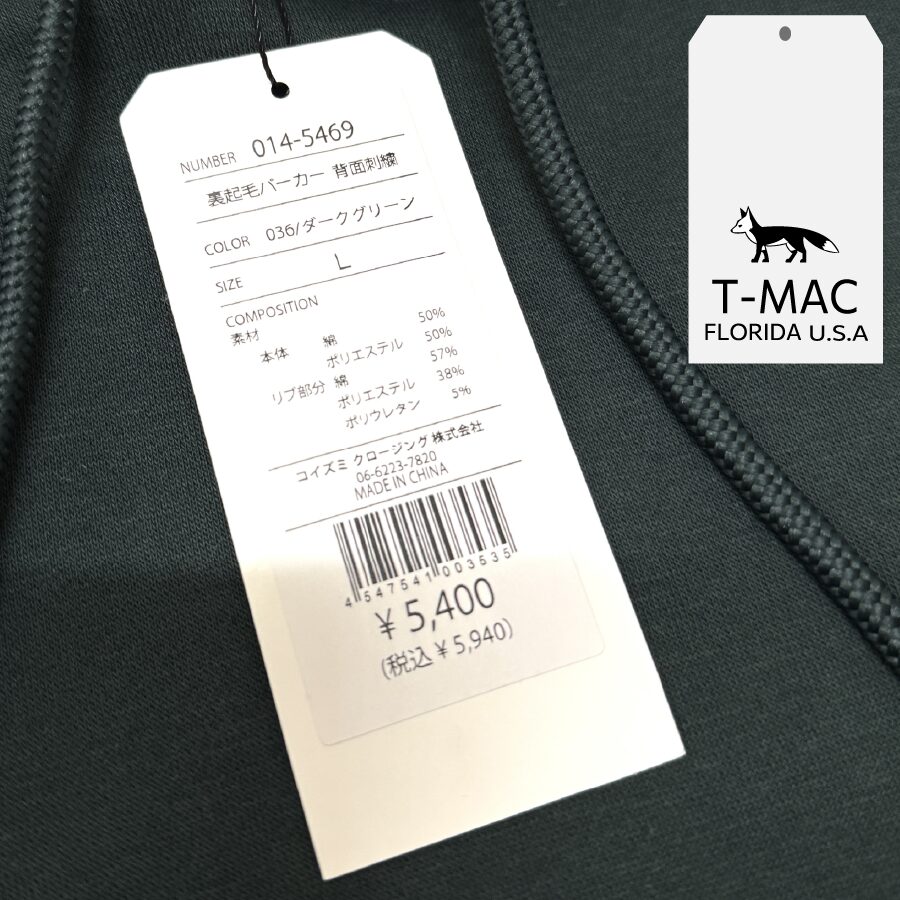 NUMBER 014-5469
裏起毛パーカー 背面刺繍
COLOR 036/ダークグリーン
SIZE L
COMPOSITION
素材
本体 綿 50%
ポリエステル 50%
リブ部分 綿 57%
ポリエステル 38%
ポリウレタン 5%
コイズミ クロージング 株式会社
06-6223-7820
MADE IN CHINA
4 547541 003535
¥ 5,400
(税込 ¥ 5,940)
T-MAC
FLORIDA U.S.A